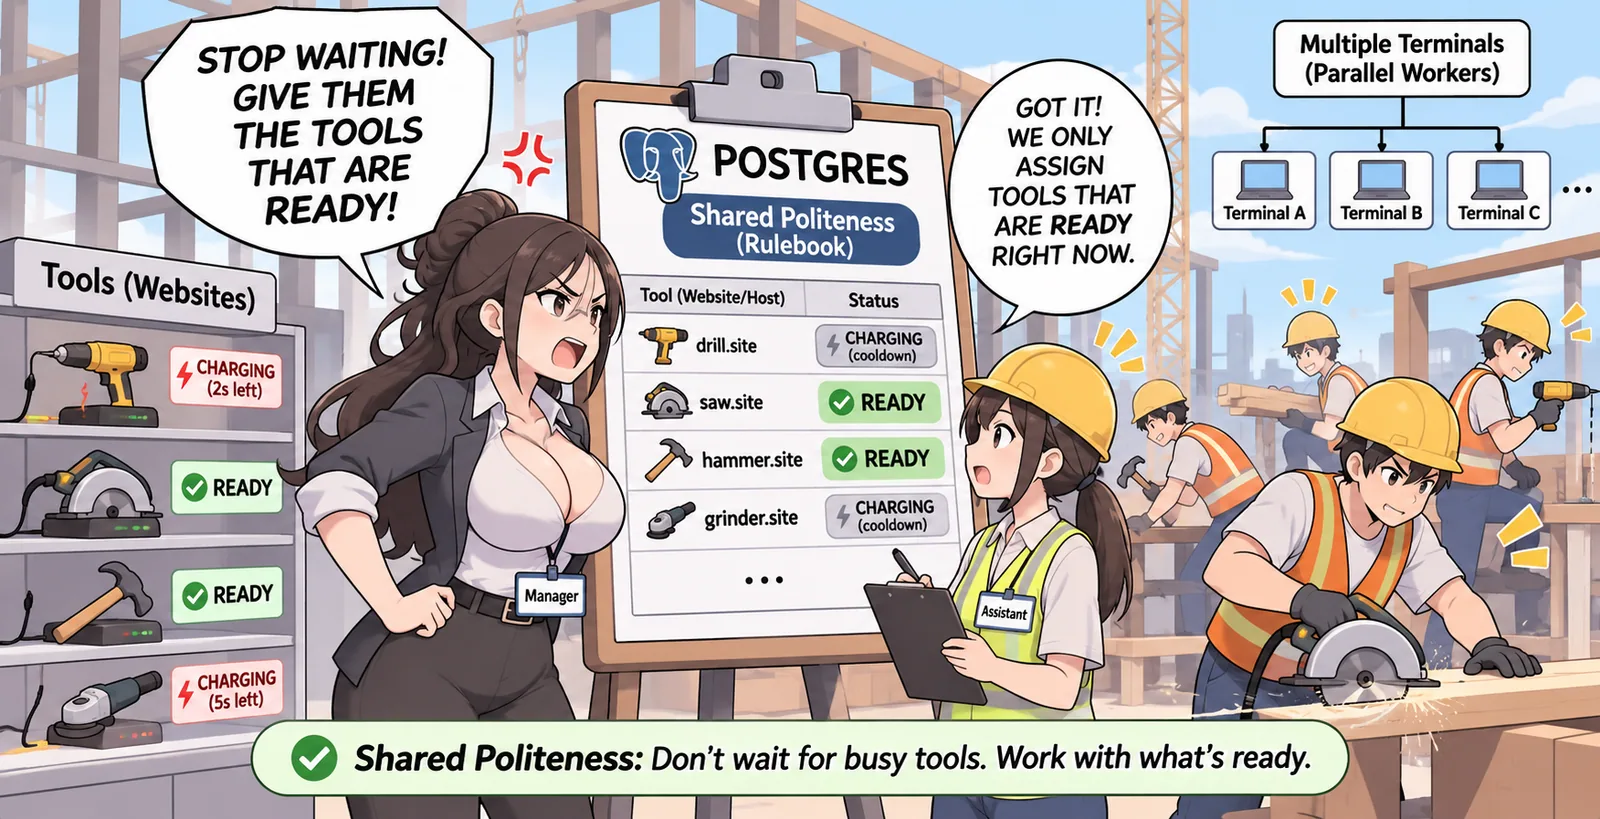 STOP WAITING!
GIVE THEM
THE TOOLS
THAT ARE
READY!
POSTGRES
Shared Politeness
(Rulebook)
Tool (Website/Host)
Status
drill.site
CHARGING
(cooldown)
saw.site
READY
hammer.site
READY
grinder.site
CHARGING
(cooldown)
...
GOT IT!
WE ONLY
ASSIGN
TOOLS THAT
ARE READY
RIGHT NOW.
Multiple Terminals
(Parallel Workers)
Terminal A
Terminal B
Terminal C
...
Tools (Websites)
CHARGING
(2s left)
READY
READY
CHARGING
(5s left)
Manager
Assistant
Shared Politeness: Don't wait for busy tools. Work with what's ready.